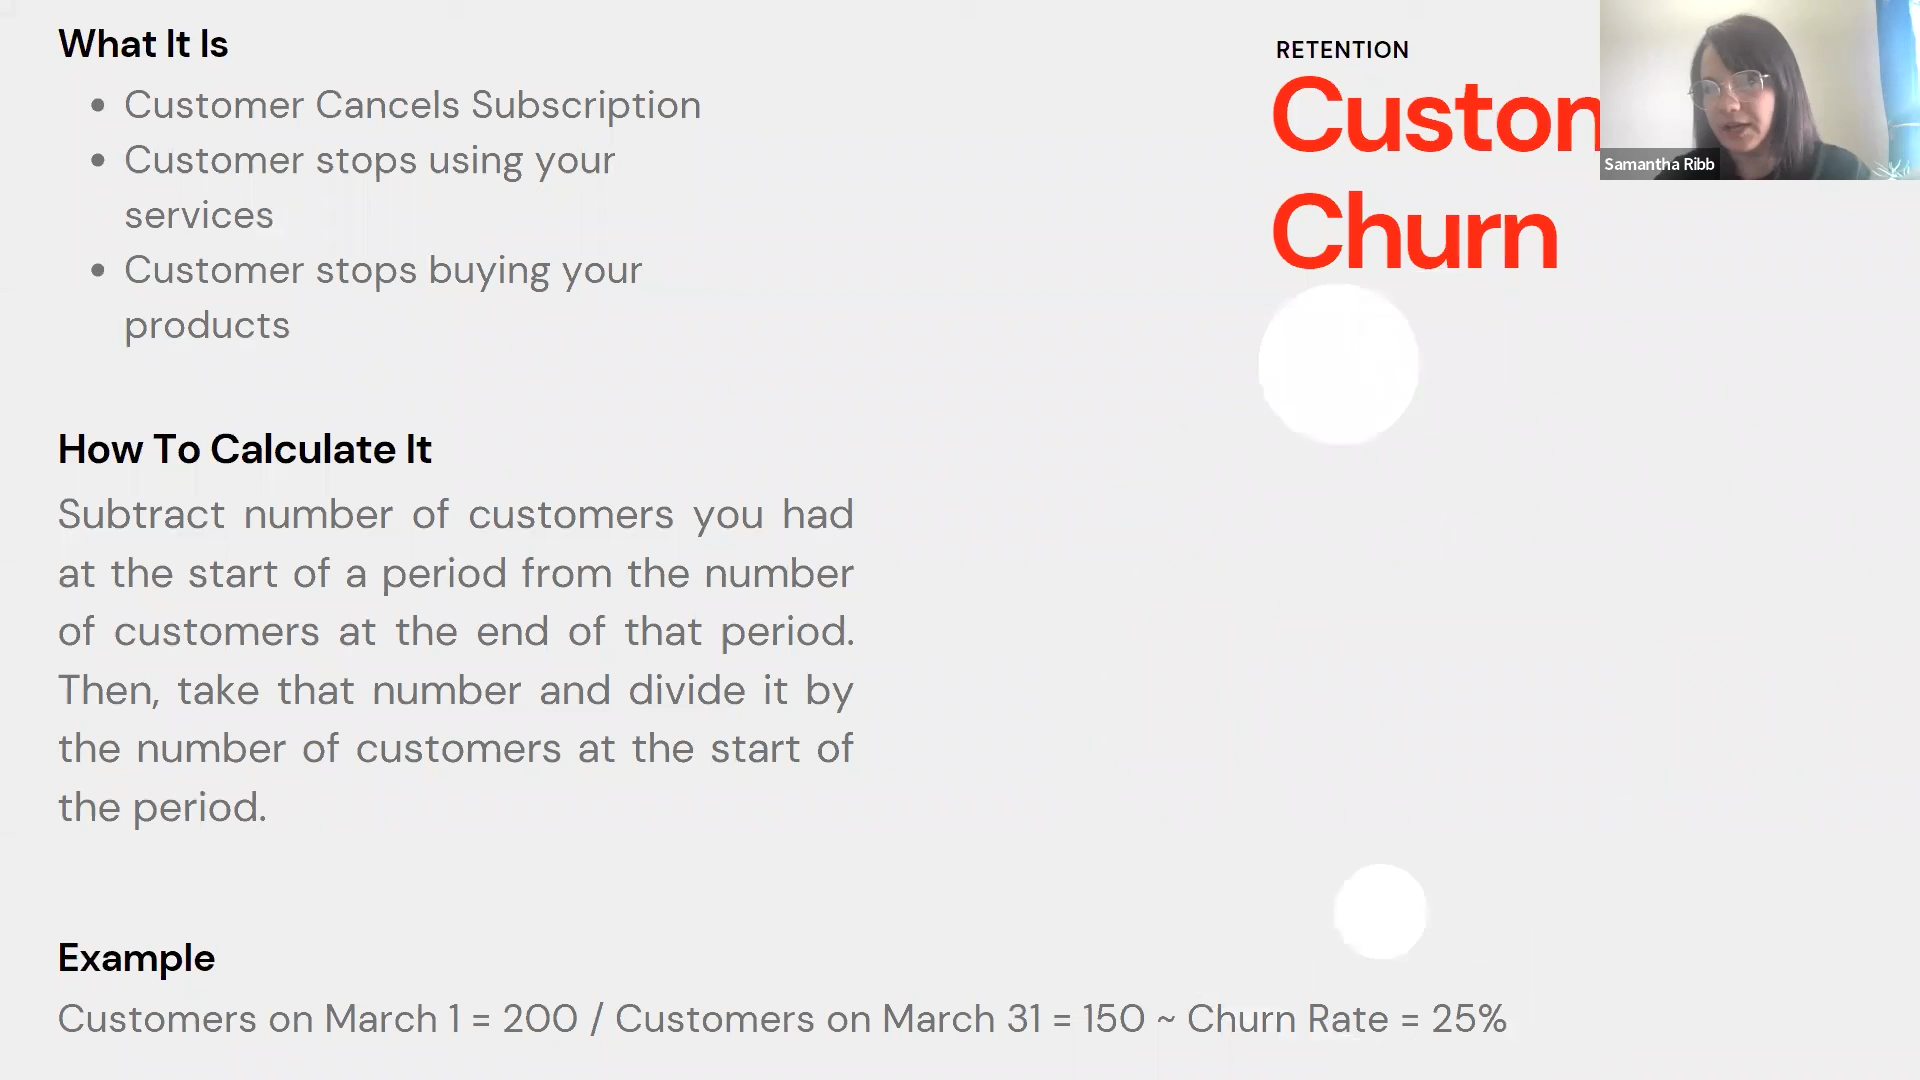 What It Is
Customer Cancels Subscription
Customer stops using your
services
Customer stops buying your
products
How To Calculate It
Subtract number of customers you had
at the start of a period from the number
of customers at the end of that period.
Then, take that number and divide it by
the number of customers at the start of
the period.
Example
Customers on March 1 = 200 / Customers on March 31 = 150 ~ Churn Rate = 25%
RETENTION
Custom
Churn
Samantha Ribb